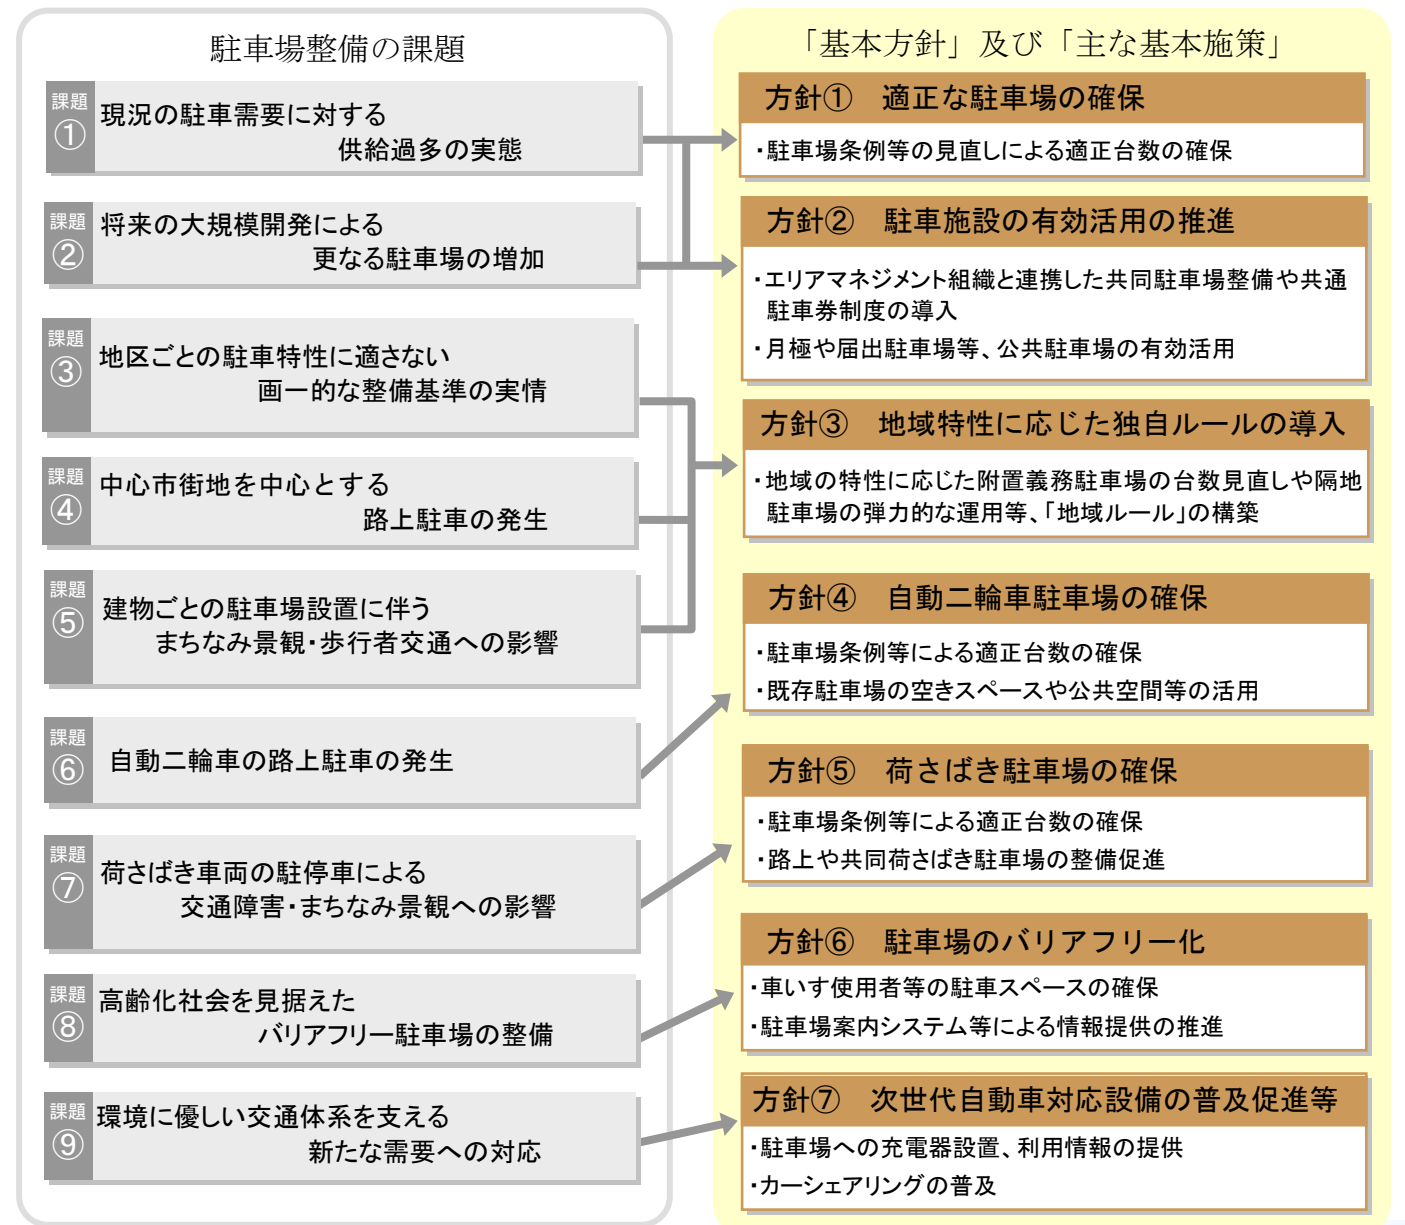 駐車場整備の課題
課題
①
現況の駐車需要に対する
供給過多の実態
課題
②
将来の大規模開発による
更なる駐車場の増加
課題
③
地区ごとの駐車特性に適さない
画一的な整備基準の実情
課題
④
中心市街地を中心とする
路上駐車の発生
課題
⑤
建物ごとの駐車場設置に伴う
まちなみ景観・歩行者交通への影響
課題
⑥
自動二輪車の路上駐車の発生
課題
⑦
荷さばき車両の駐停車による
交通障害・まちなみ景観への影響
課題
⑧
高齢化社会を見据えた
バリアフリー駐車場の整備
課題
⑨
環境に優しい交通体系を支える
新たな需要への対応
「基本方針」及び「主な基本施策」
方針①　適正な駐車場の確保
・駐車場条例等の見直しによる適正台数の確保
方針②　駐車施設の有効活用の推進
・エリアマネジメント組織と連携した共同駐車場整備や共通
駐車券制度の導入
・月極や届出駐車場等、公共駐車場の有効活用
方針③　地域特性に応じた独自ルールの導入
・地域の特性に応じた附置義務駐車場の台数見直しや隔地
駐車場の弾力的な運用等、「地域ルール」の構築
方針④　自動二輪車駐車場の確保
・駐車場条例等による適正台数の確保
・既存駐車場の空きスペースや公共空間等の活用
方針⑤　荷さばき駐車場の確保
・駐車場条例等による適正台数の確保
・路上や共同荷さばき駐車場の整備促進
方針⑥　駐車場のバリアフリー化
・車いす使用者等の駐車スペースの確保
・駐車場案内システム等による情報提供の推進
方針⑦　次世代自動車対応設備の普及促進等
・駐車場への充電器設置、利用情報の提供
・カーシェアリングの普及